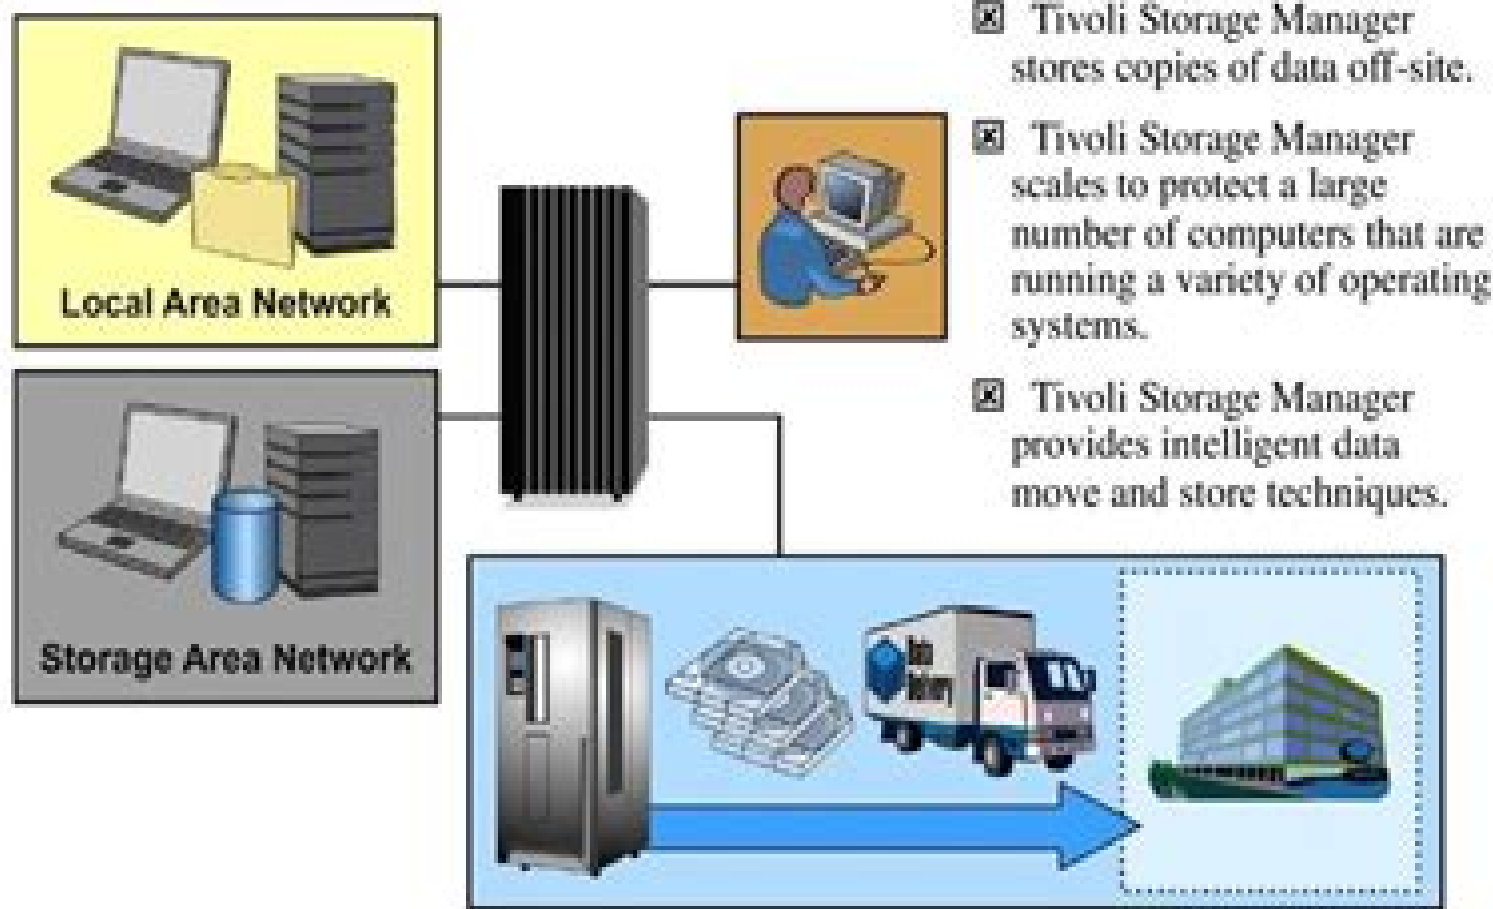 Tivoli Storage Manager
stores copies of data off-site.
Tivoli Storage Manager
scales to protect a large
number of computers that are
running a variety of operating
systems.
Tivoli Storage Manager
provides intelligent data
move and store techniques.
Local Area Network
Storage Area Network
Data
Delivery